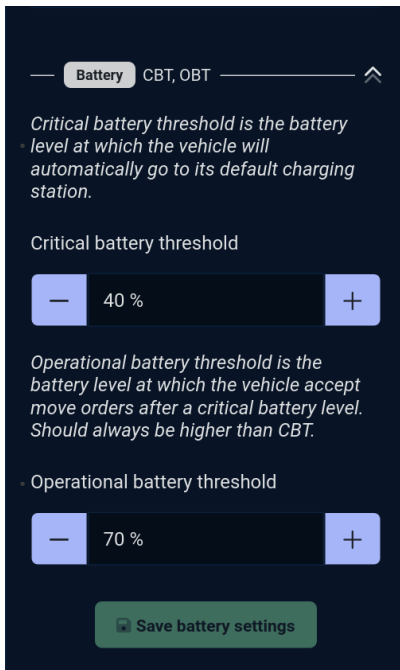 Battery CBT, OBT
Critical battery threshold is the battery
level at which the vehicle will
automatically go to its default charging
station.
Critical battery threshold
40 %
Operational battery threshold is the
battery level at which the vehicle accept
move orders after a critical battery level.
Should always be higher than CBT.
Operational battery threshold
70 %
Save battery settings